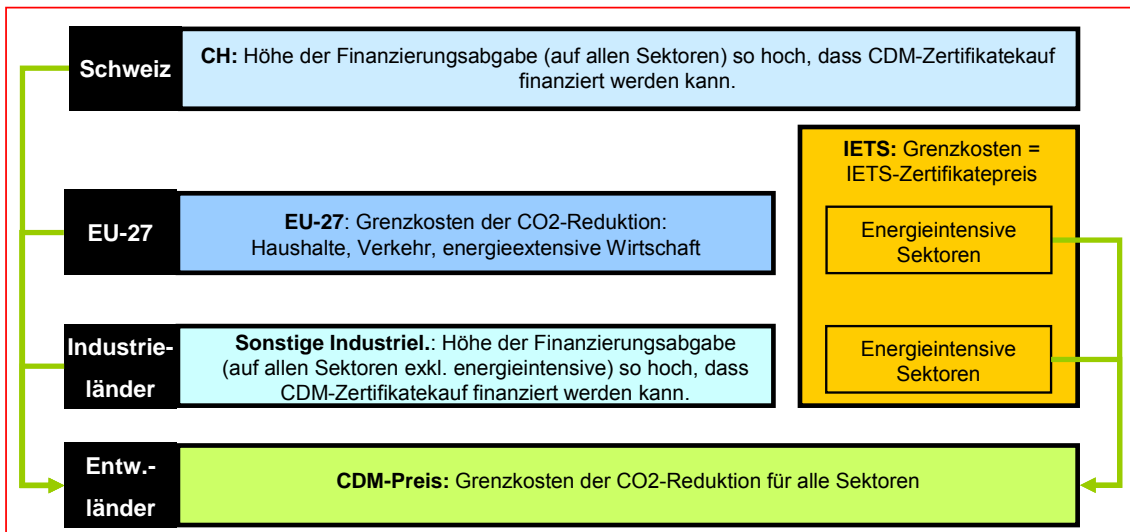 Schweiz
CH: Höhe der Finanzierungsabgabe (auf allen Sektoren) so hoch, dass CDM-Zertifikatekauf
finanziert werden kann.
IETS: Grenzkosten =
IETS-Zertifikatepreis
Energieintensive
Sektoren
EU-27
EU-27: Grenzkosten der CO2-Reduktion:
Haushalte, Verkehr, energieextensive Wirtschaft
Industrie-
länder
Sonstige Industriel.: Höhe der Finanzierungsabgabe
(auf allen Sektoren exkl. energieintensive) so hoch, dass
CDM-Zertifikatekauf finanziert werden kann.
Energieintensive
Sektoren
Entw.-
länder
CDM-Preis: Grenzkosten der CO2-Reduktion für alle Sektoren